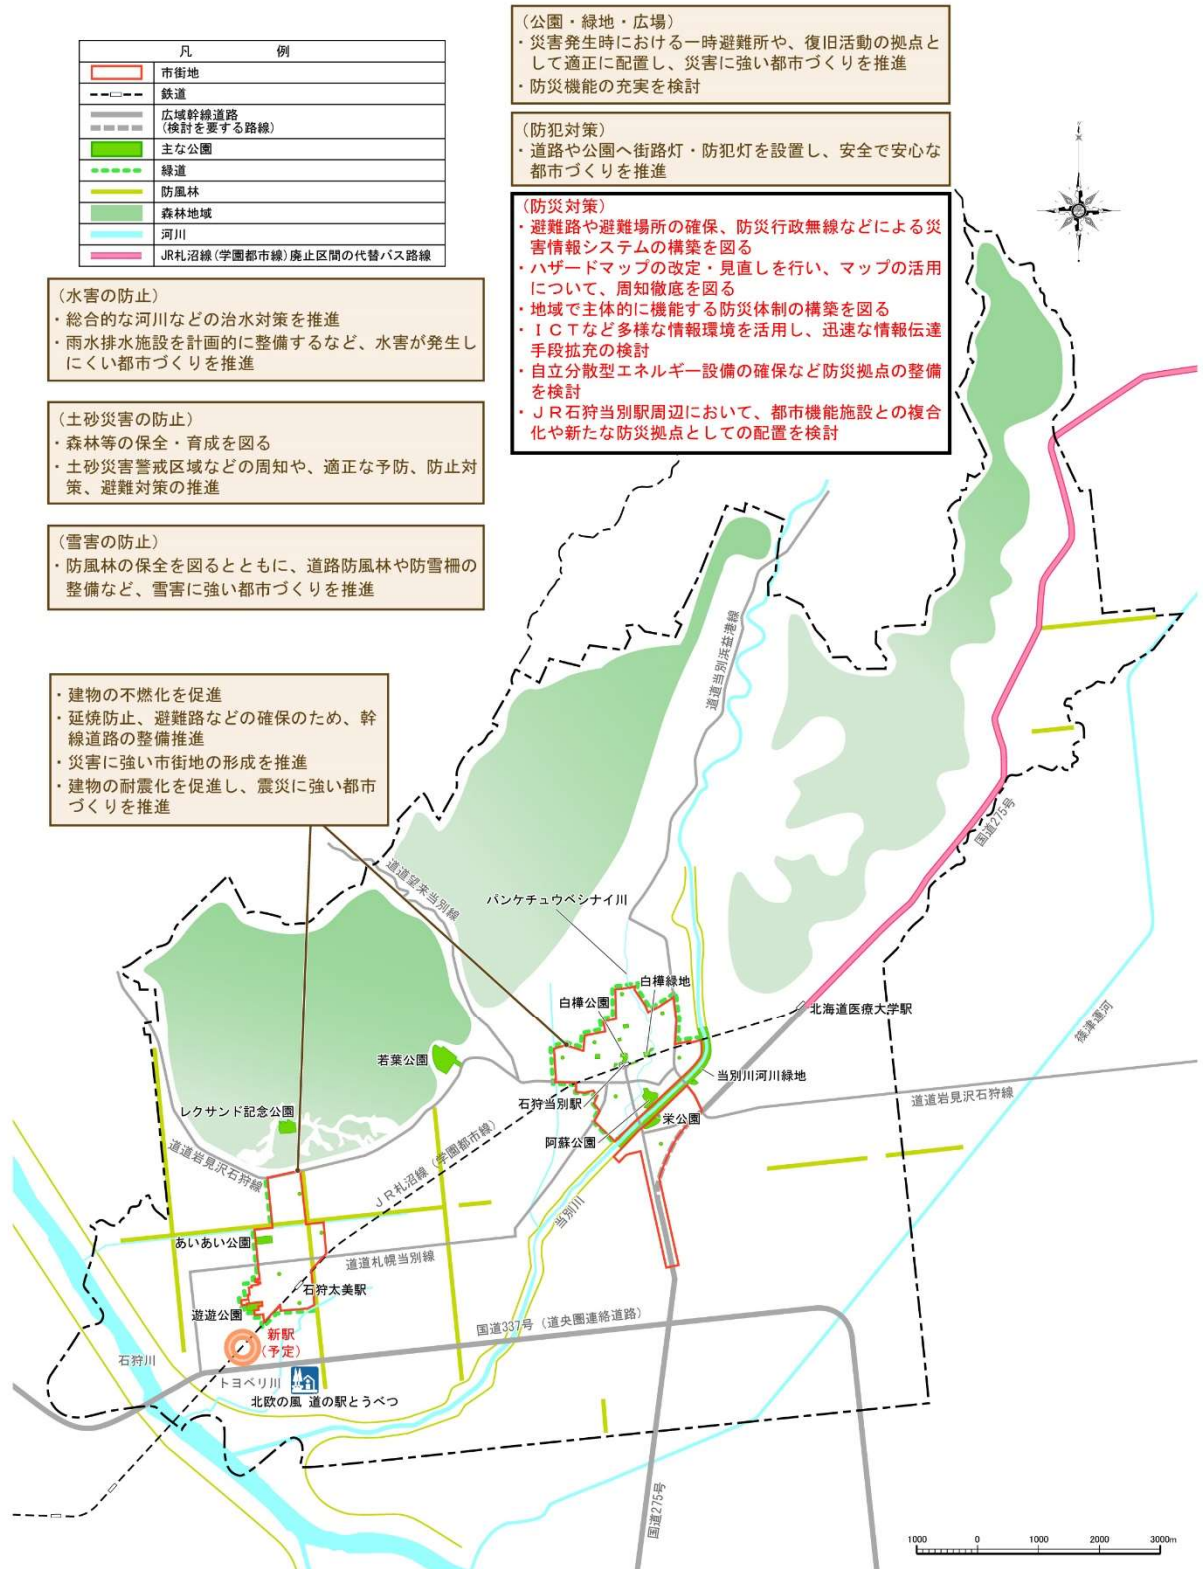 凡　例
市街地
鉄道
広域幹線道路
(検討を要する路線)
主な公園
緑道
防風林
森林地域
河川
JR札沼線(学園都市線)廃止区間の代替バス路線
(公園・緑地・広場)
・災害発生時における一時避難所や、復旧活動の拠点と
して適正に配置し、災害に強い都市づくりを推進
・防災機能の充実を検討
(防犯対策)
・道路や公園へ街路灯・防犯灯を設置し、安全で安心な
都市づくりを推進
(防災対策)
・避難路や避難場所の確保、防災行政無線などによる災
害情報システムの構築を図る
・ハザードマップの改定・見直しを行い、マップの活用
について、周知徹底を図る
・地域で主体的に機能する防災体制の構築を図る
・ＩＣＴなど多様な情報環境を活用し、迅速な情報伝達
手段拡充の検討
・自立分散型エネルギー設備の確保など防災拠点の整備
を検討
・ＪＲ石狩当別駅周辺において、都市機能施設との複合
化や新たな防災拠点としての配置を検討
(水害の防止)
・総合的な河川などの治水対策を推進
・雨水排水施設を計画的に整備するなど、水害が発生し
にくい都市づくりを推進
(土砂災害の防止)
・森林等の保全・育成を図る
・土砂災害警戒区域などの周知や、適正な予防、防止対
策、避難対策の推進
(雪害の防止)
・防風林の保全を図るとともに、道路防風林や防雪柵の
整備など、雪害に強い都市づくりを推進
・建物の不燃化を促進
・延焼防止、避難路などの確保のため、幹
線道路の整備推進
・災害に強い市街地の形成を推進
・建物の耐震化を促進し、震災に強い都市
づくりを推進
道道当別浜益港線
国道275号
道道望来当別線
パンケチュウベシナイ川
白樺緑地
白樺公園
北海道医療大学駅
篠津運河
若葉公園
当別川河川緑地
石狩当別駅
道道岩見沢石狩線
レクサンド記念公園
栄公園
阿蘇公園
道道岩見沢石狩線
ＪＲ札沼線（学園都市線）
当別川
あいあい公園
道道札幌当別線
石狩太美駅
遊遊公園
国道337号（道央圏連絡道路）
新駅
(予定)
石狩川
トヨベリ川
北欧の風 道の駅とうべつ
国道275号
1000 0 1000 2000 3000m